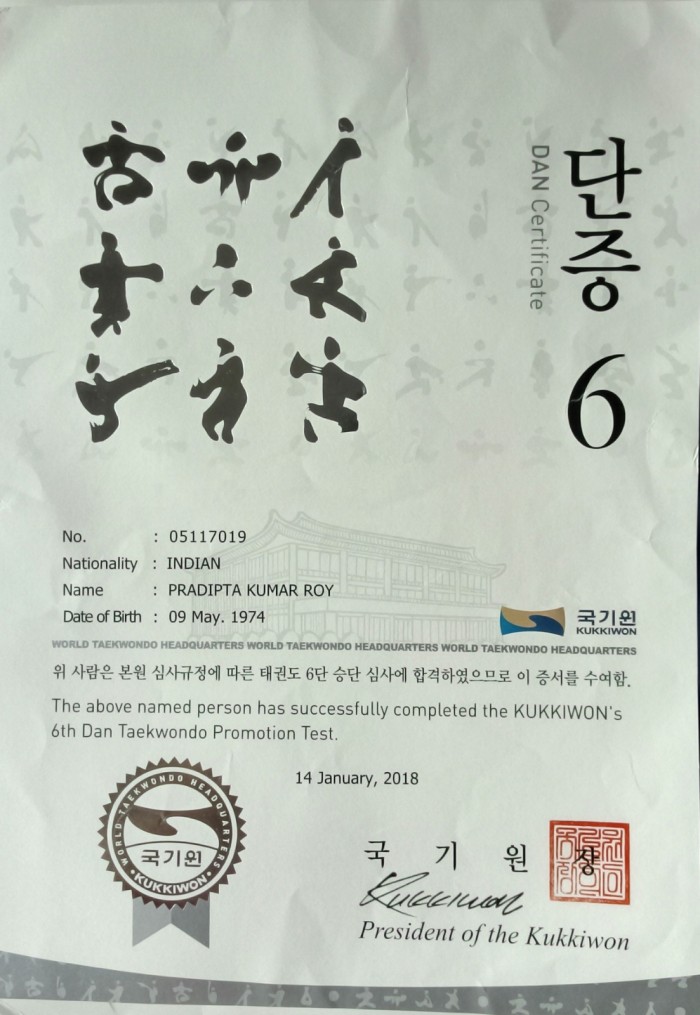 단증
DAN Certificate
6
No. : 05117019
Nationality : INDIAN
Name : PRADIPTA KUMAR ROY
Date of Birth : 09 May. 1974
국기원
KUKKIWON
WORLD TAEKWONDO HEADQUARTERS WORLD TAEKWONDO HEADQUARTERS WORLD TAEKWONDO HEADQUARTERS
위 사람은 본원 심사규정에 따른 태권도 6단 승단 심사에 합격하였으므로 이 증서를 수여함.
The above named person has successfully completed the KUKKIWON's
6th Dan Taekwondo Promotion Test.
14 January, 2018
WORLD TAEKWONDO HEADQUARTERS
국기원
KUKKIWON
국 기 원 장
Kukkiwon
President of the Kukkiwon